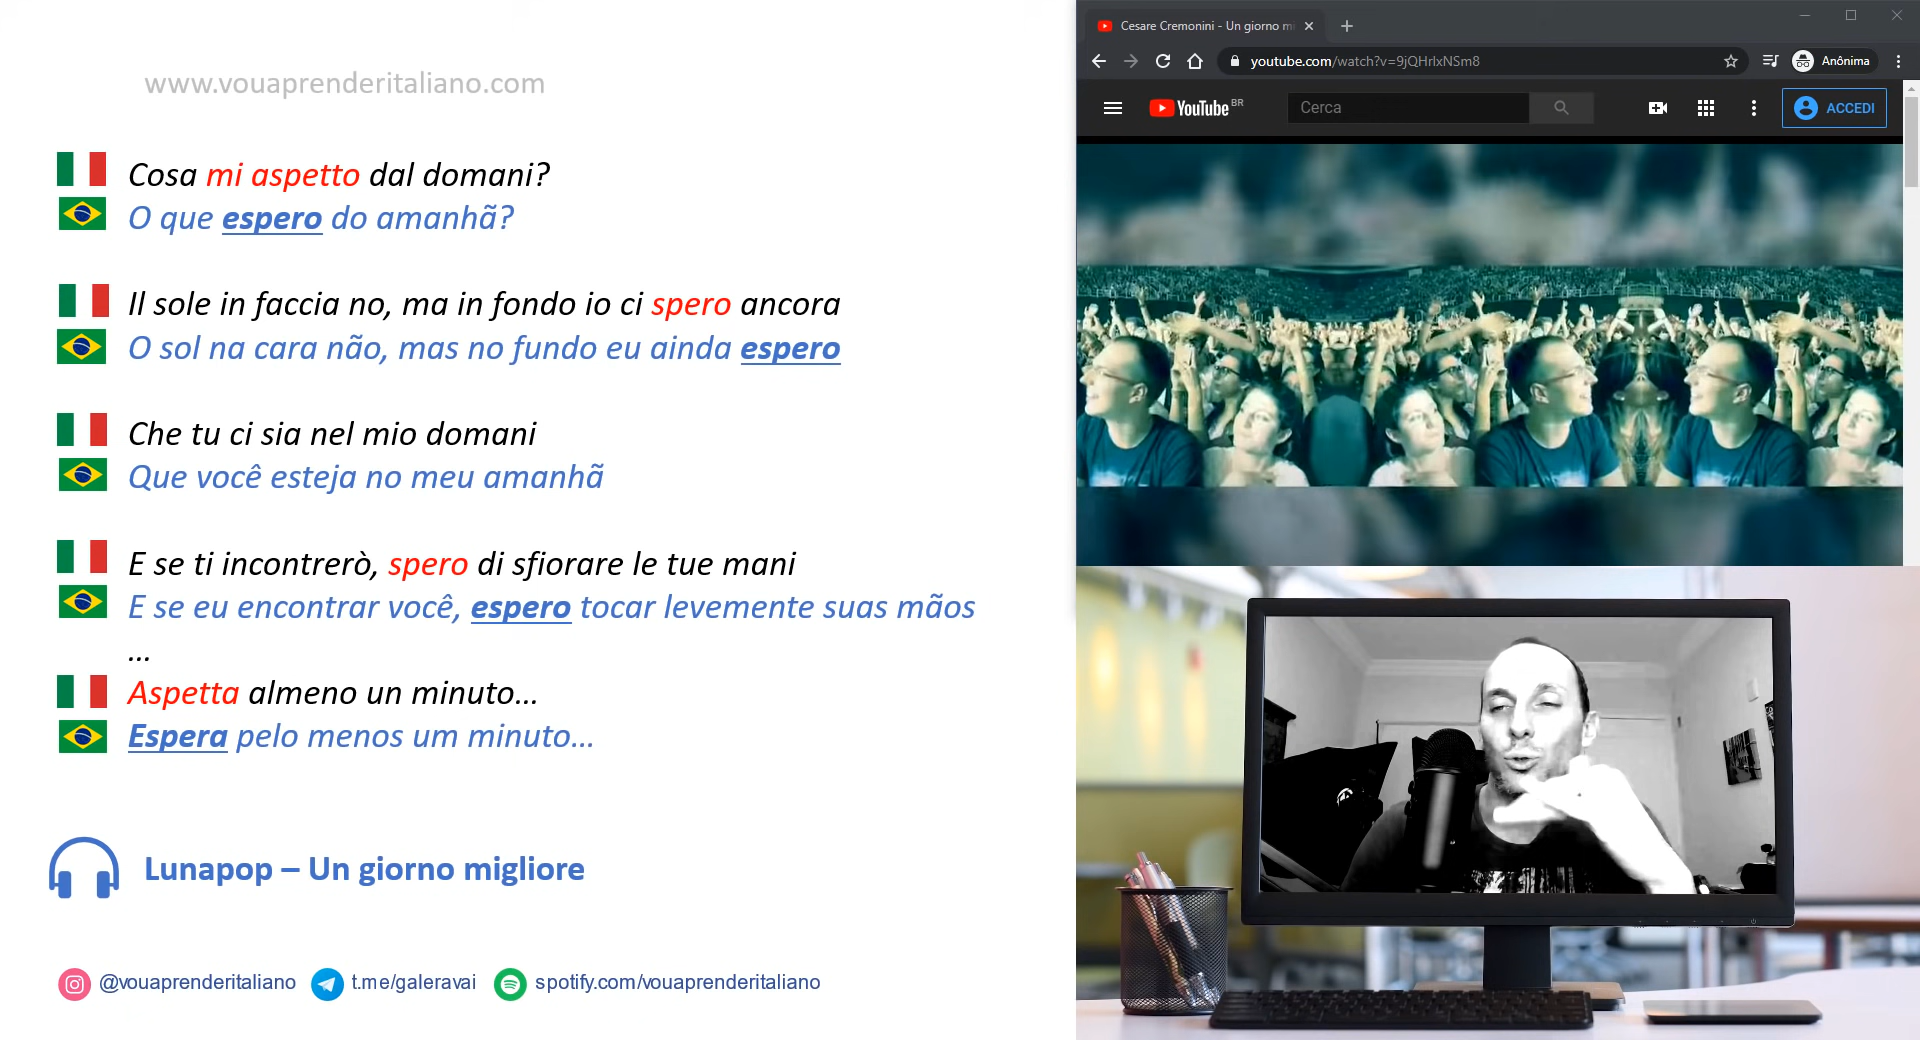 www.vouaprenderitaliano.com
Cosa mi aspetto dal domani?
O que espero do amanhã?
Il sole in faccia no, ma in fondo io ci spero ancora
O sol na cara não, mas no fundo eu ainda espero
Che tu ci sia nel mio domani
Que você esteja no meu amanhã
E se ti incontrerò, spero di sfiorare le tue mani
E se eu encontrar você, espero tocar levemente suas mãos
...
Aspetta almeno un minuto...
Espera pelo menos um minuto...
Lunapop – Un giorno migliore
@vouaprenderitaliano t.me/galeravai spotify.com/vouaprenderitaliano
Cesare Cremonini - Un giorno m
youtube.com/watch?v=9jQHrlxNSm8
Anônima
YouTube BR
Cerca
ACCEDI